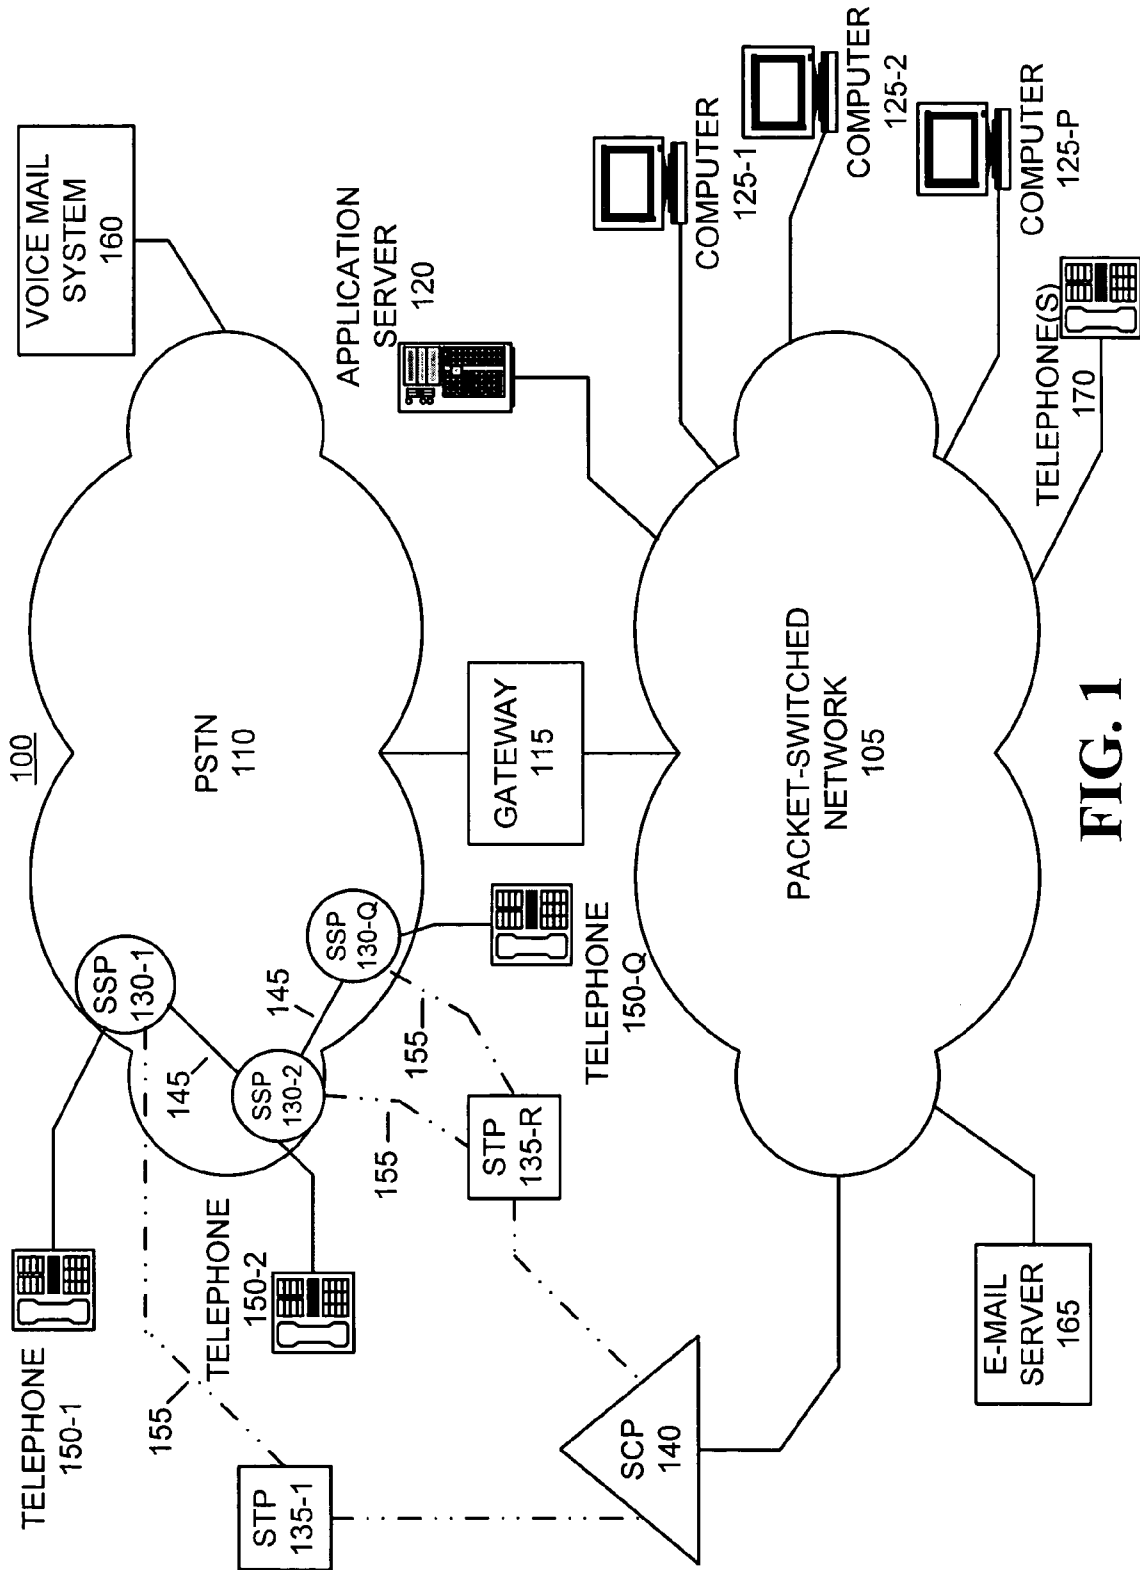 100
VOICE MAIL
SYSTEM
160
PSTN
110
SSP
130-1
SSP
130-2
SSP
130-Q
145
145
TELEPHONE
150-1
TELEPHONE
150-2
TELEPHONE
150-Q
155
155
155
STP
135-1
STP
135-R
SCP
140
GATEWAY
115
APPLICATION
SERVER
120
COMPUTER
125-1
COMPUTER
125-2
COMPUTER
125-P
PACKET-SWITCHED
NETWORK
105
TELEPHONE(S)
170
E-MAIL
SERVER
165
FIG. 1